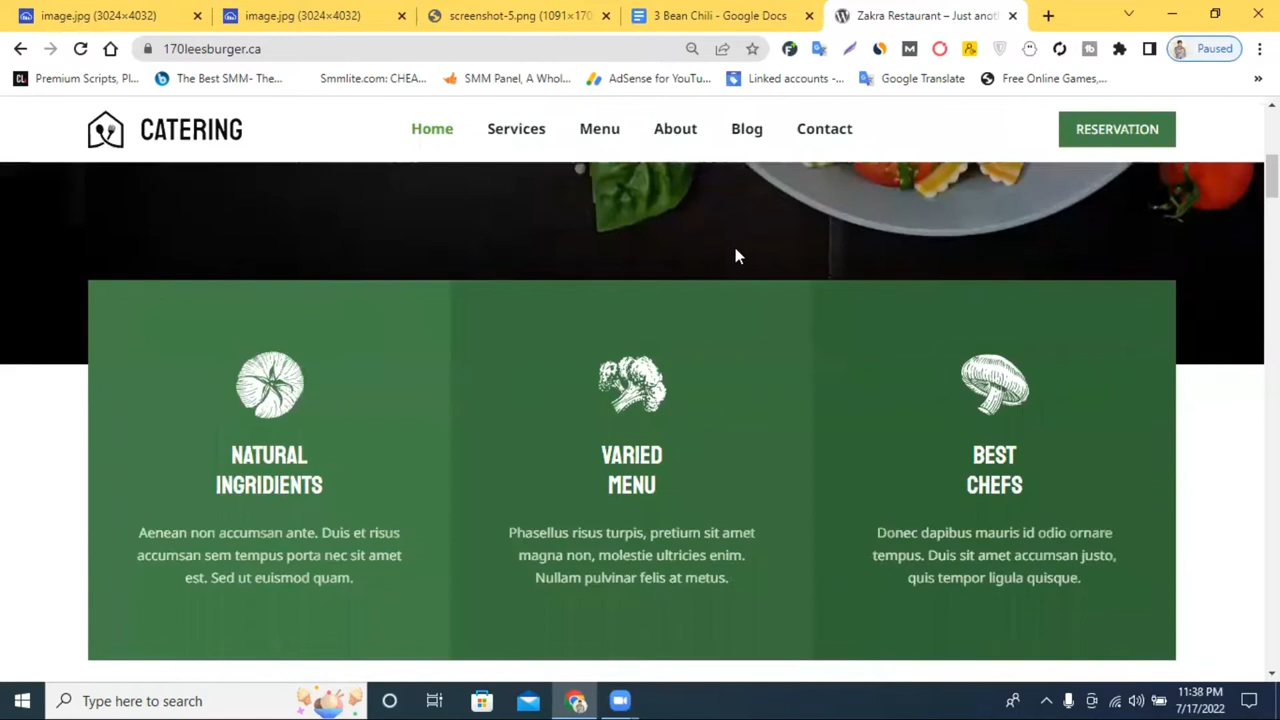 image.jpg (3024×4032)
image.jpg (3024×4032)
screenshot-5.png (1091×170
3 Bean Chili - Google Docs
Zakra Restaurant – Just anot
170leesburger.ca
Paused
Premium Scripts, Pl...
The Best SMM- The...
Smmlite.com: CHEA...
SMM Panel, A Whol...
AdSense for YouTu...
Linked accounts -...
Google Translate
Free Online Games,...
CATERING
Home
Services
Menu
About
Blog
Contact
RESERVATION
NATURAL
INGRIDIENTS
Aenean non accumsan ante. Duis et risus
accumsan sem tempus porta nec sit amet
est. Sed ut euismod quam.
VARIED
MENU
Phasellus risus turpis, pretium sit amet
magna non, molestie ultricies enim.
Nullam pulvinar felis at metus.
BEST
CHEFS
Donec dapibus mauris id odio ornare
tempus. Duis sit amet accumsan justo,
quis tempor ligula quisque.
Type here to search
11:38 PM
7/17/2022